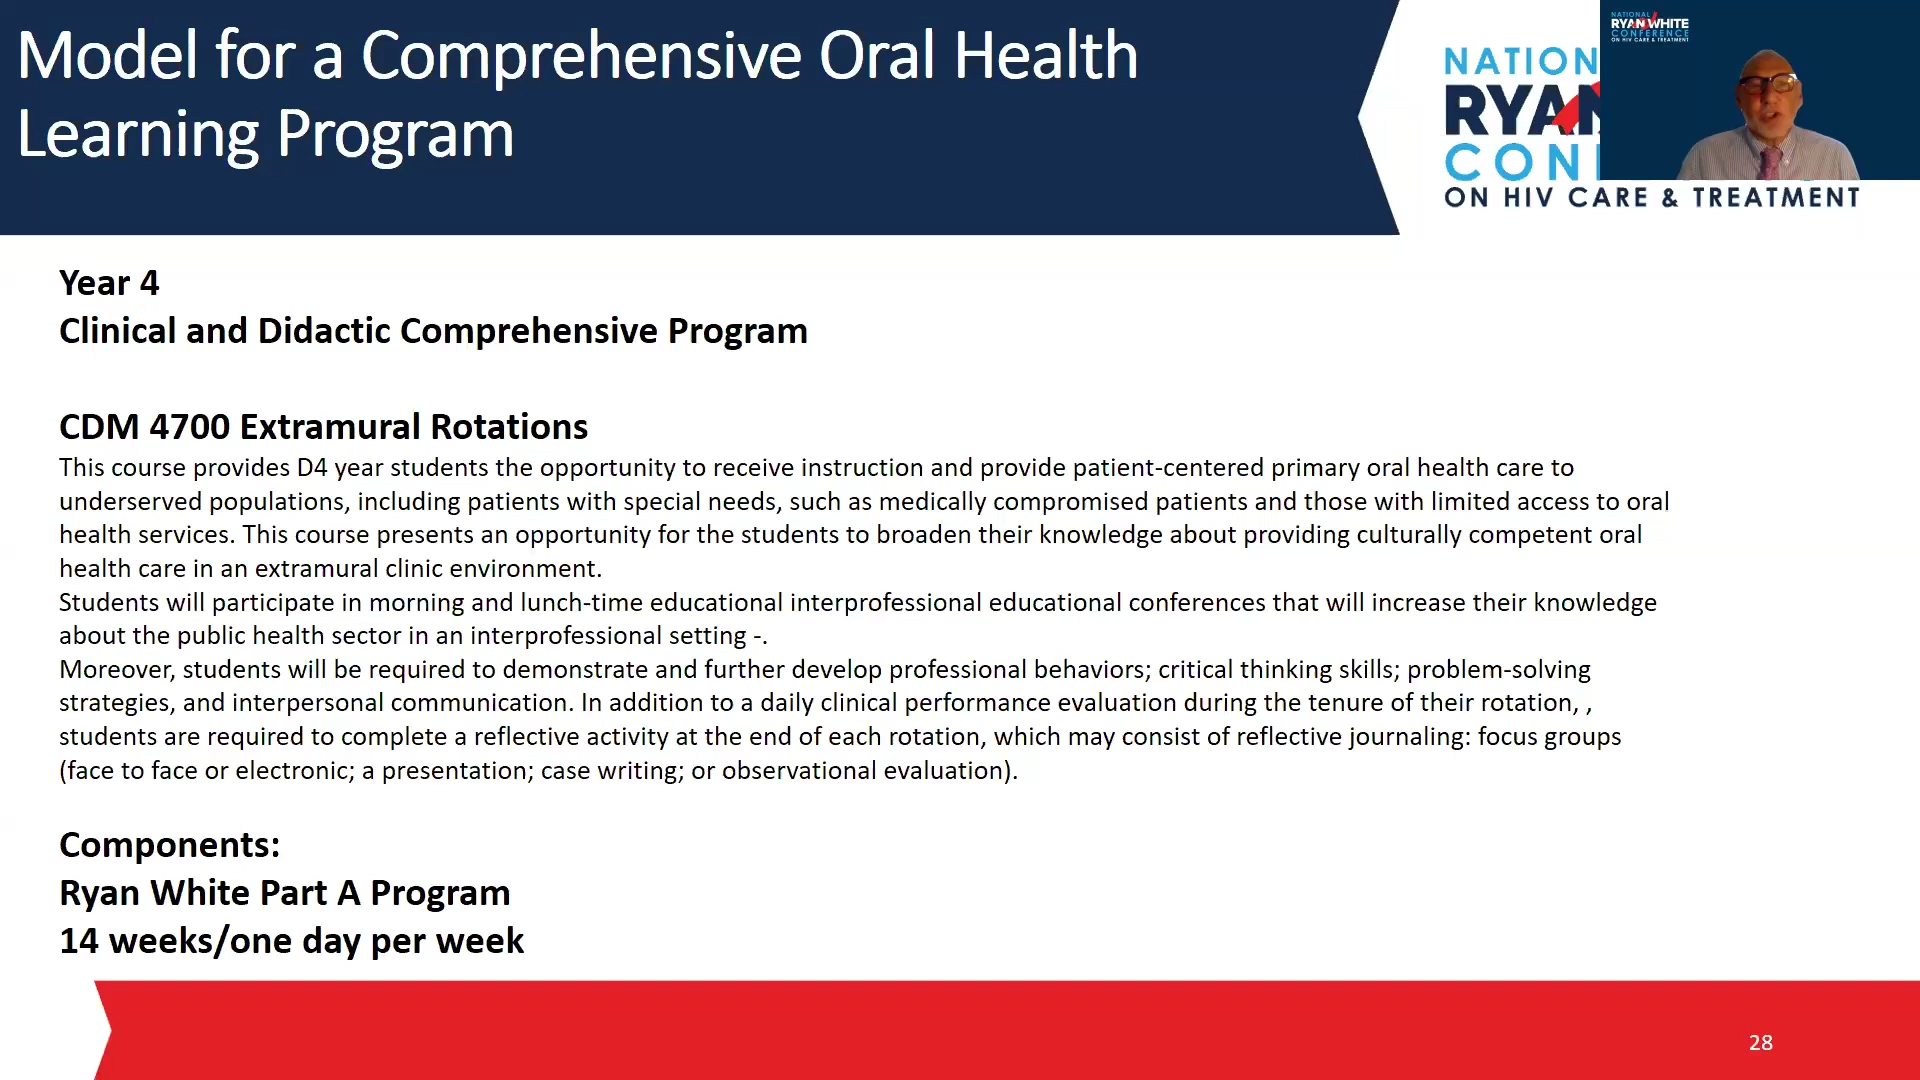 Model for a Comprehensive Oral Health
Learning Program
NATION
RYAN
CON
ON HIV CARE & TREATMENT
NATIONAL
RYAN WHITE
CONFERENCE
ON HIV CARE & TREATMENT
Year 4
Clinical and Didactic Comprehensive Program
CDM 4700 Extramural Rotations
This course provides D4 year students the opportunity to receive instruction and provide patient-centered primary oral health care to
underserved populations, including patients with special needs, such as medically compromised patients and those with limited access to oral
health services. This course presents an opportunity for the students to broaden their knowledge about providing culturally competent oral
health care in an extramural clinic environment.
Students will participate in morning and lunch-time educational interprofessional educational conferences that will increase their knowledge
about the public health sector in an interprofessional setting -.
Moreover, students will be required to demonstrate and further develop professional behaviors; critical thinking skills; problem-solving
strategies, and interpersonal communication. In addition to a daily clinical performance evaluation during the tenure of their rotation, ,
students are required to complete a reflective activity at the end of each rotation, which may consist of reflective journaling: focus groups
(face to face or electronic; a presentation; case writing; or observational evaluation).
Components:
Ryan White Part A Program
14 weeks/one day per week
28